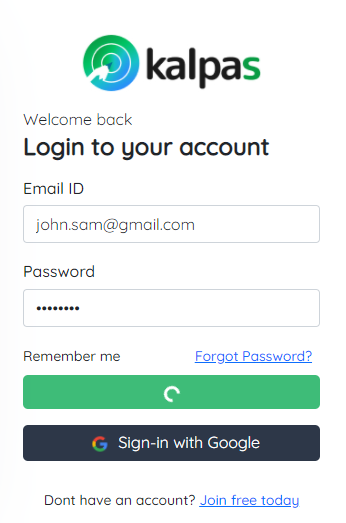 kalpas
Welcome back
Login to your account
Email ID
john.sam@gmail.com
Password
••••••••
Remember me Forgot Password?
Sign-in with Google
Dont have an account? Join free today